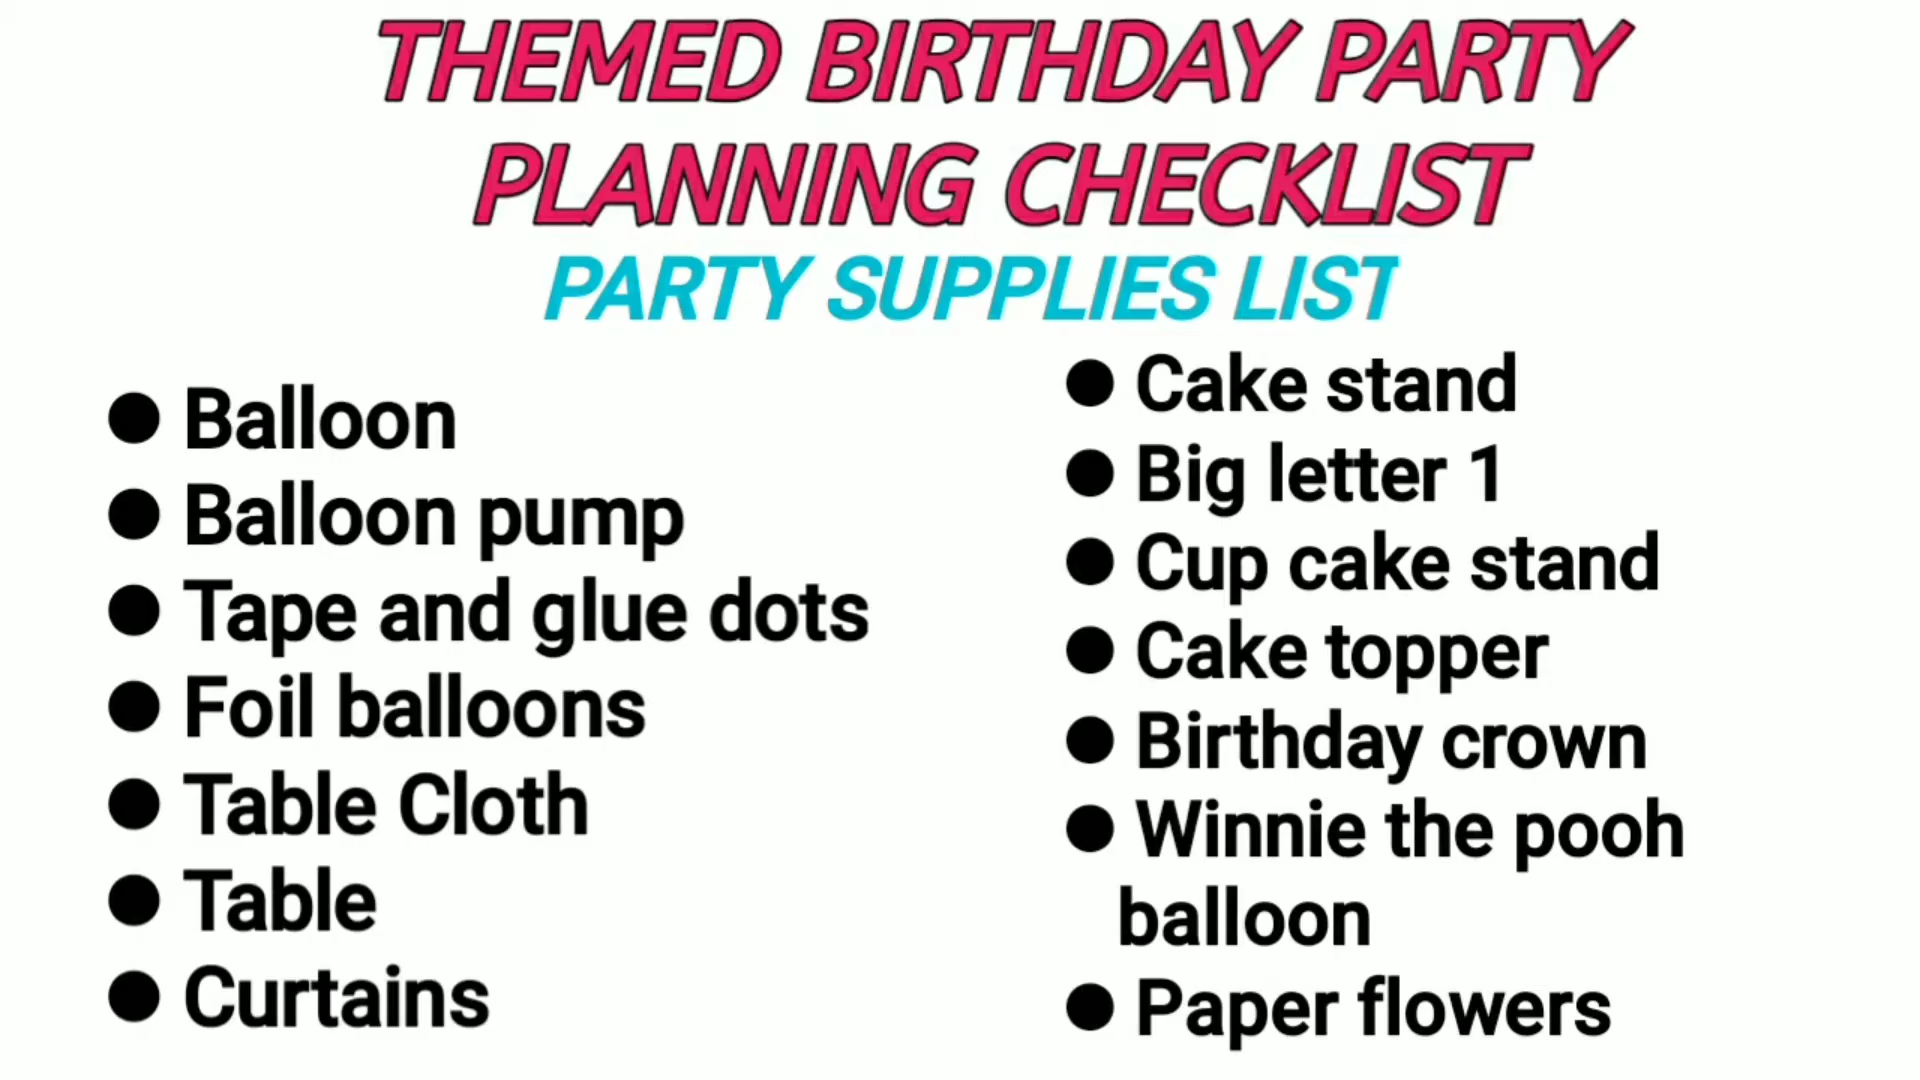 THEMED BIRTHDAY PARTY
PLANNING CHECKLIST
PARTY SUPPLIES LIST
● Balloon
● Balloon pump
● Tape and glue dots
● Foil balloons
● Table Cloth
● Table
● Curtains
● Cake stand
● Big letter 1
● Cup cake stand
● Cake topper
● Birthday crown
● Winnie the pooh
balloon
● Paper flowers